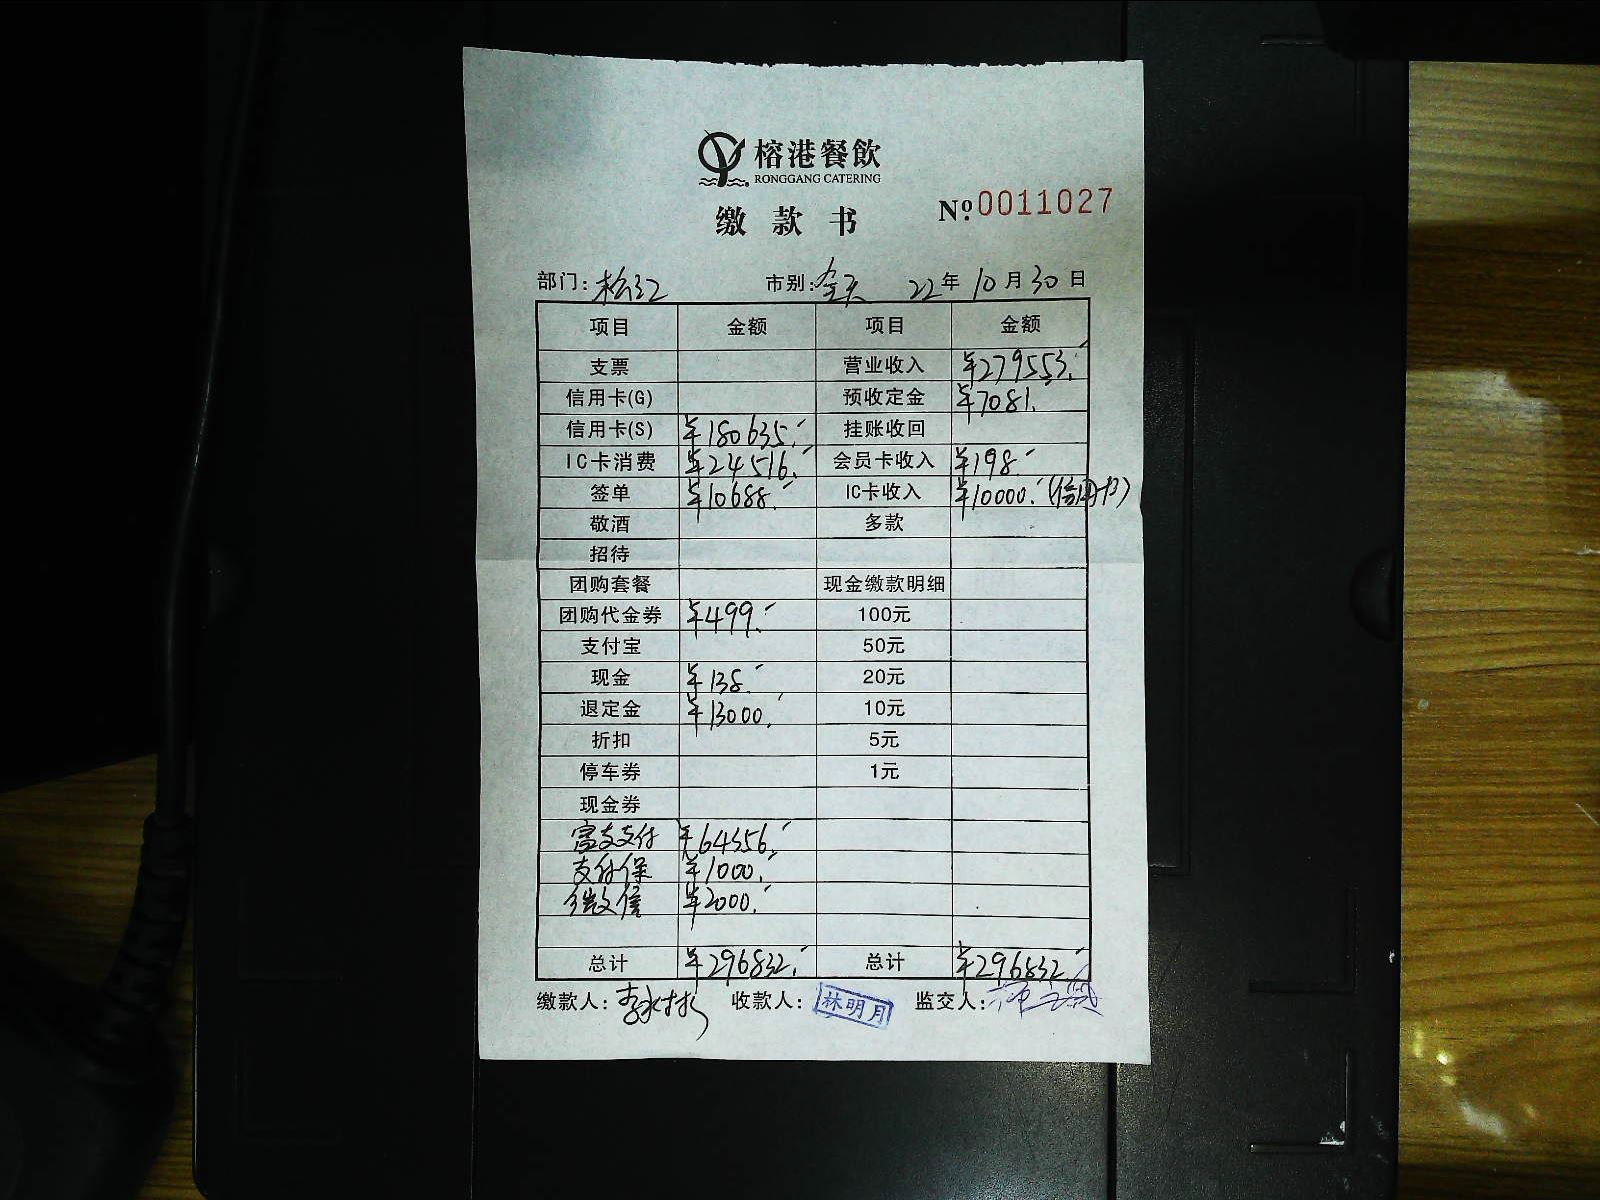 榕港餐飲
RONGGANG CATERING
缴款书 Nº:0011027
部门:松江 市别:全天 22年10月30日
项目 金额 项目 金额
支票 营业收入 ¥279553.-
信用卡(G) 预收定金 ¥7081.
信用卡(S) ¥180635.- 挂账收回
IC卡消费 ¥24516.- 会员卡收入 ¥198-
签单 ¥10688.- IC卡收入 ¥10000.-(信用卡)
敬酒 多款
招待
团购套餐 现金缴款明细
团购代金券 ¥499.- 100元
支付宝 50元
现金 ¥138.- 20元
退定金 ¥13000.- 10元
折扣 5元
停车券 1元
现金券
富友支付 ¥64356.-
支付保 ¥1000.-
微信 ¥2000.-
总计 ¥296832.- 总计 ¥296832.-
缴款人: 收款人:林明月 监交人: